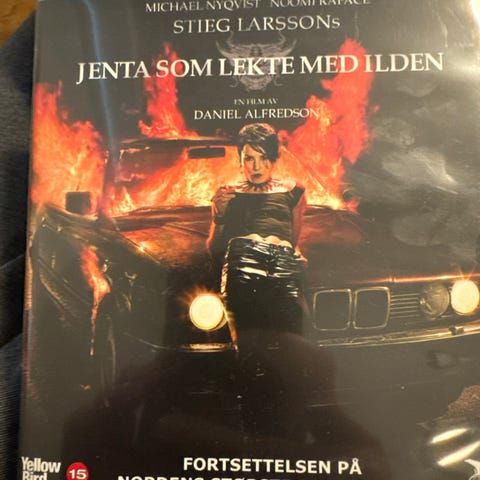 MICHAEL NYQVIST NOOMI RAPACE
STIEG LARSSONs
JENTA SOM LEKTE MED ILDEN
EN FILM AV
DANIEL ALFREDSON
Yellow
Bird
15
FORTSETTELSEN PÅ
NORDENS